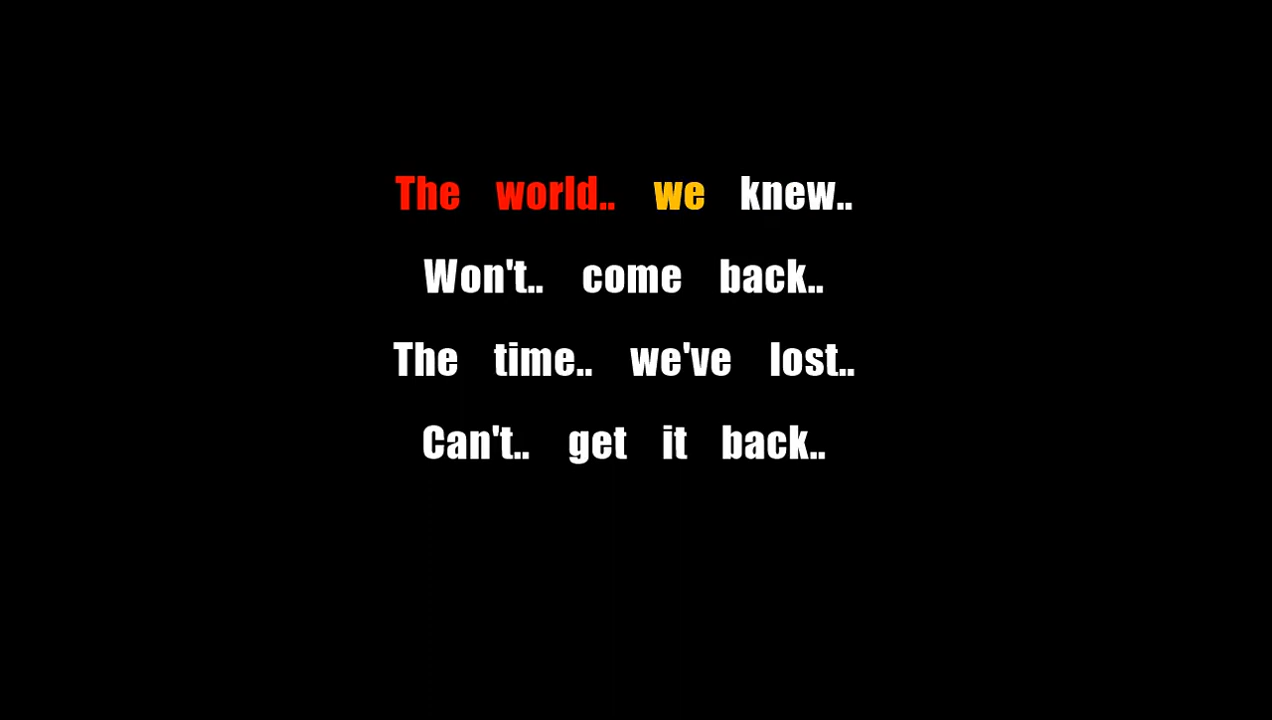 The world.. we knew..
Won't.. come back..
The time.. we've lost..
Can't.. get it back..